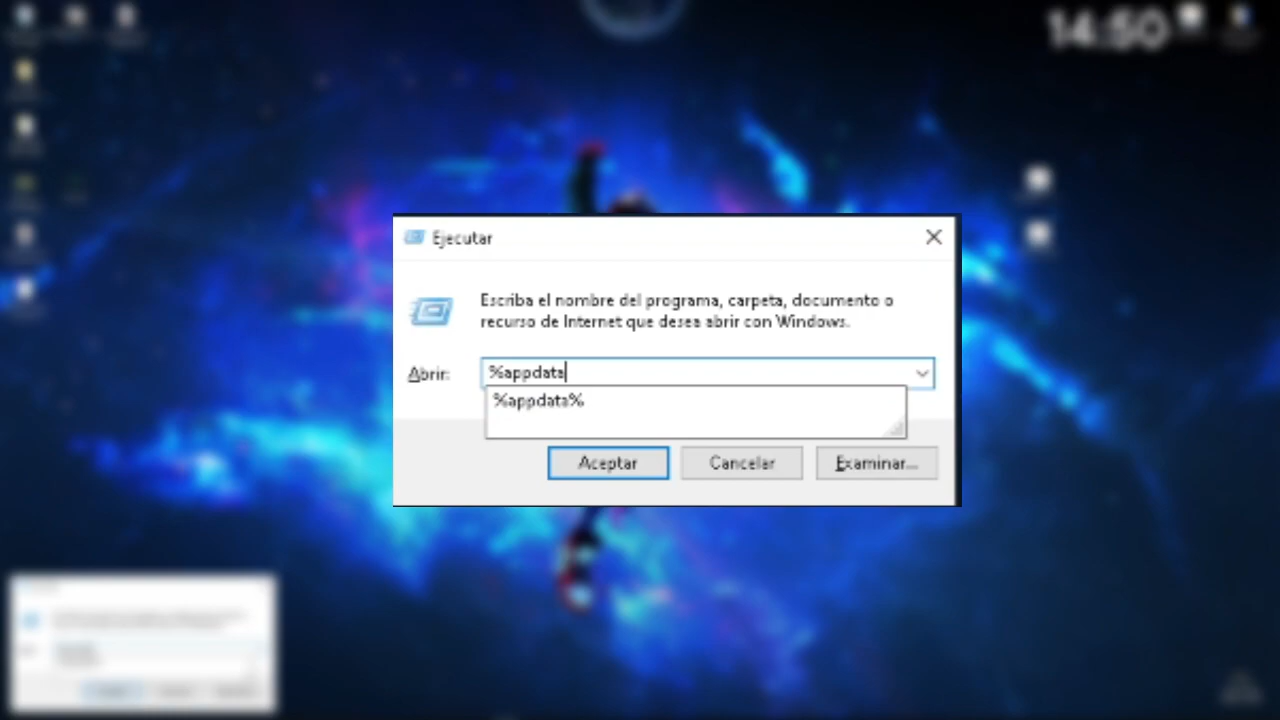 14:50
Ejecutar
Escriba el nombre del programa, carpeta, documento o
recurso de Internet que desea abrir con Windows.
Abrir:
%appdata
%appdata%
Aceptar
Cancelar
Examinar...